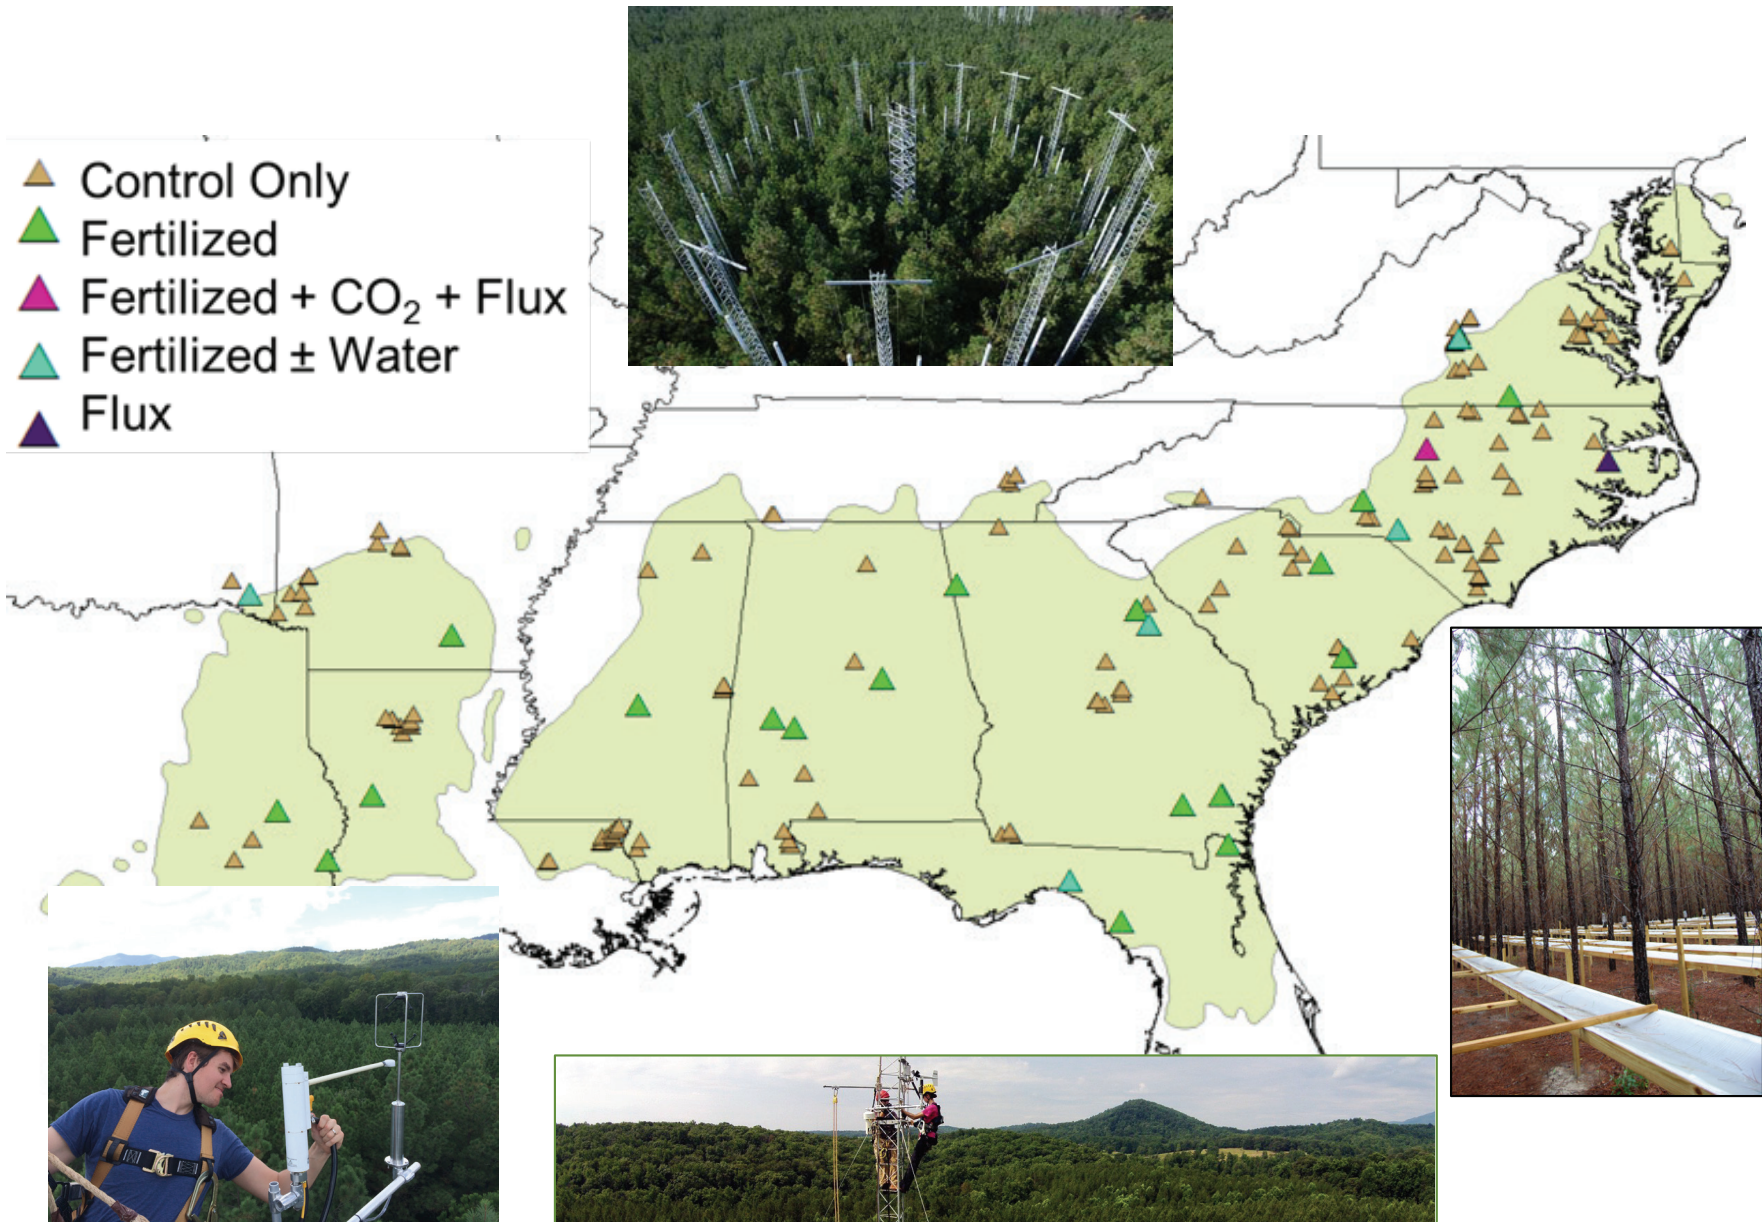 Control Only
Fertilized
Fertilized + CO₂ + Flux
Fertilized ± Water
Flux